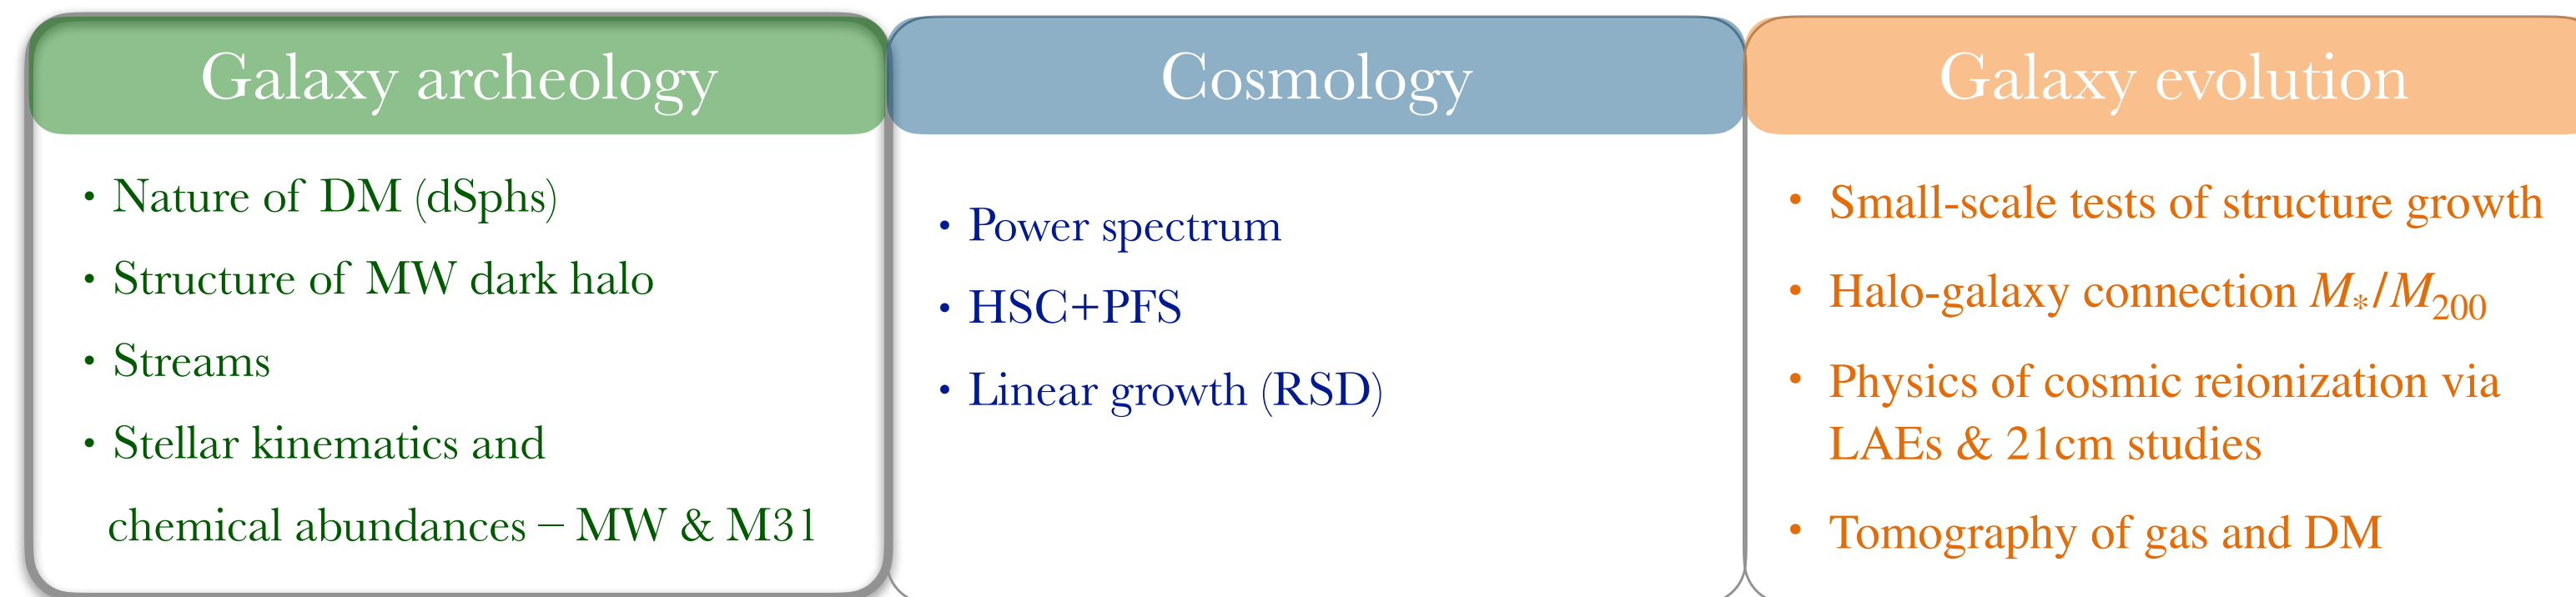 Galaxy archeology
• Nature of DM (dSphs)
• Structure of MW dark halo
• Streams
• Stellar kinematics and
chemical abundances – MW & M31
Cosmology
• Power spectrum
• HSC+PFS
• Linear growth (RSD)
Galaxy evolution
• Small-scale tests of structure growth
• Halo-galaxy connection M*/M200
• Physics of cosmic reionization via
LAEs & 21cm studies
• Tomography of gas and DM